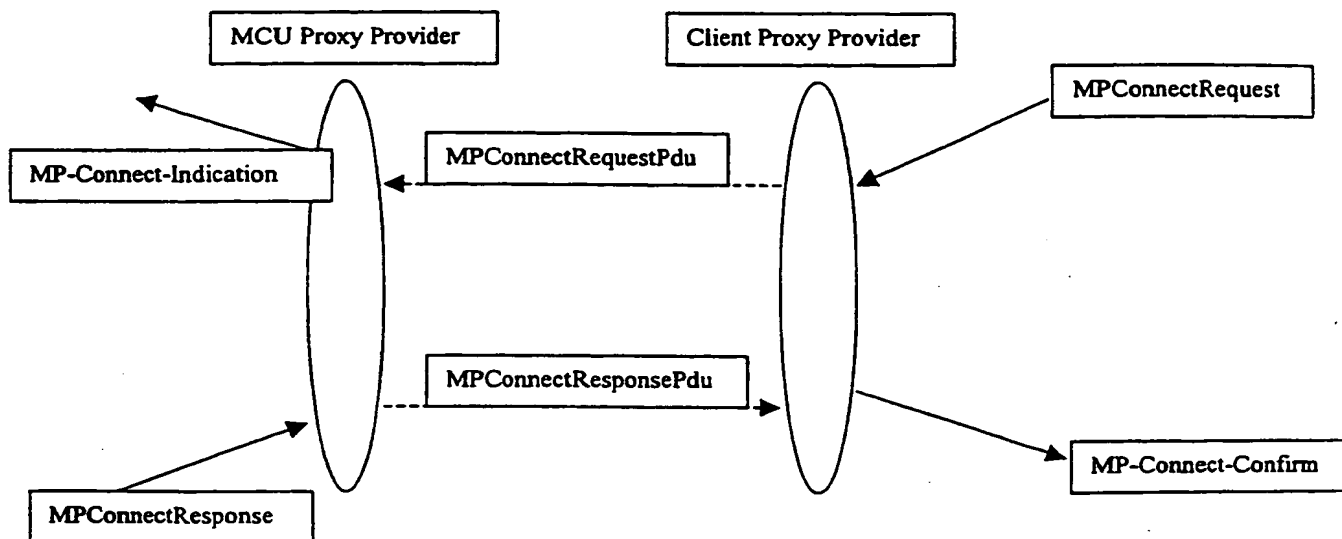 MCU Proxy Provider
Client Proxy Provider
MPConnectRequest
MPConnectRequestPdu
MP-Connect-Indication
MPConnectResponsePdu
MP-Connect-Confirm
MPConnectResponse